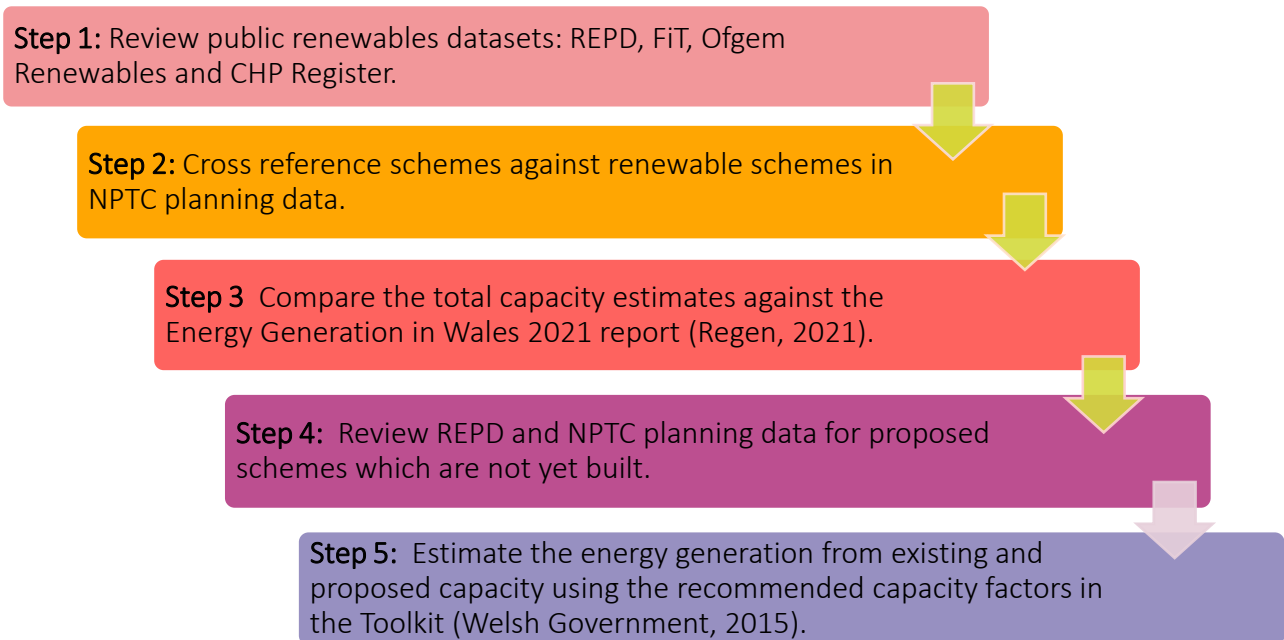 Step 1: Review public renewables datasets: REPD, FiT, Ofgem
Renewables and CHP Register.
Step 2: Cross reference schemes against renewable schemes in
NPTC planning data.
Step 3  Compare the total capacity estimates against the
Energy Generation in Wales 2021 report (Regen, 2021).
Step 4:  Review REPD and NPTC planning data for proposed
schemes which are not yet built.
Step 5:  Estimate the energy generation from existing and
proposed capacity using the recommended capacity factors in
the Toolkit (Welsh Government, 2015).